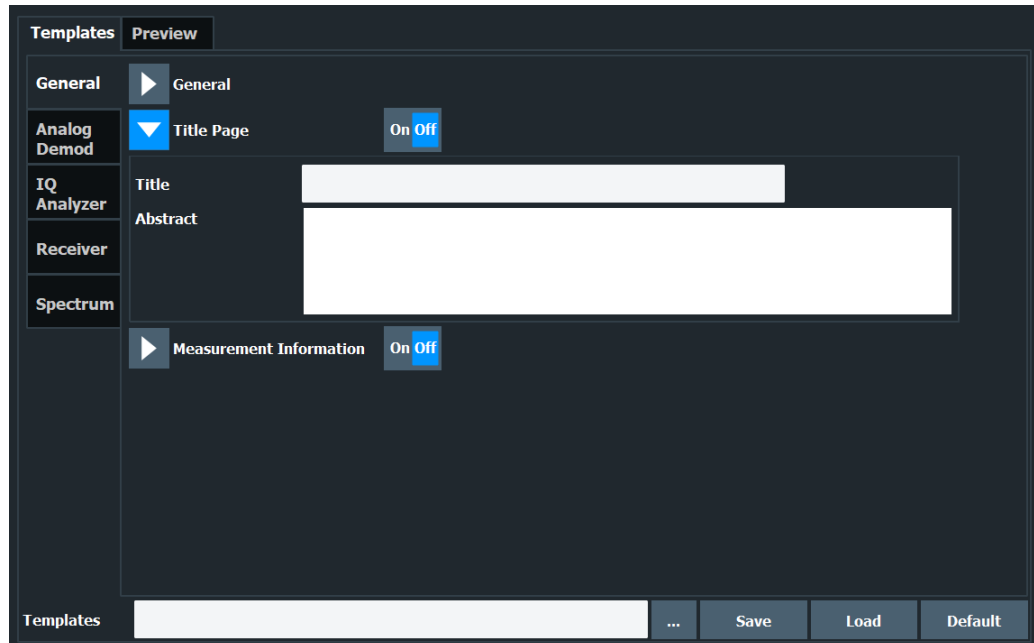 Templates Preview
General
General
Analog
Demod
Title Page On Off
IQ
Analyzer
Title
Abstract
Receiver
Spectrum
Measurement Information On Off
Templates ... Save Load Default